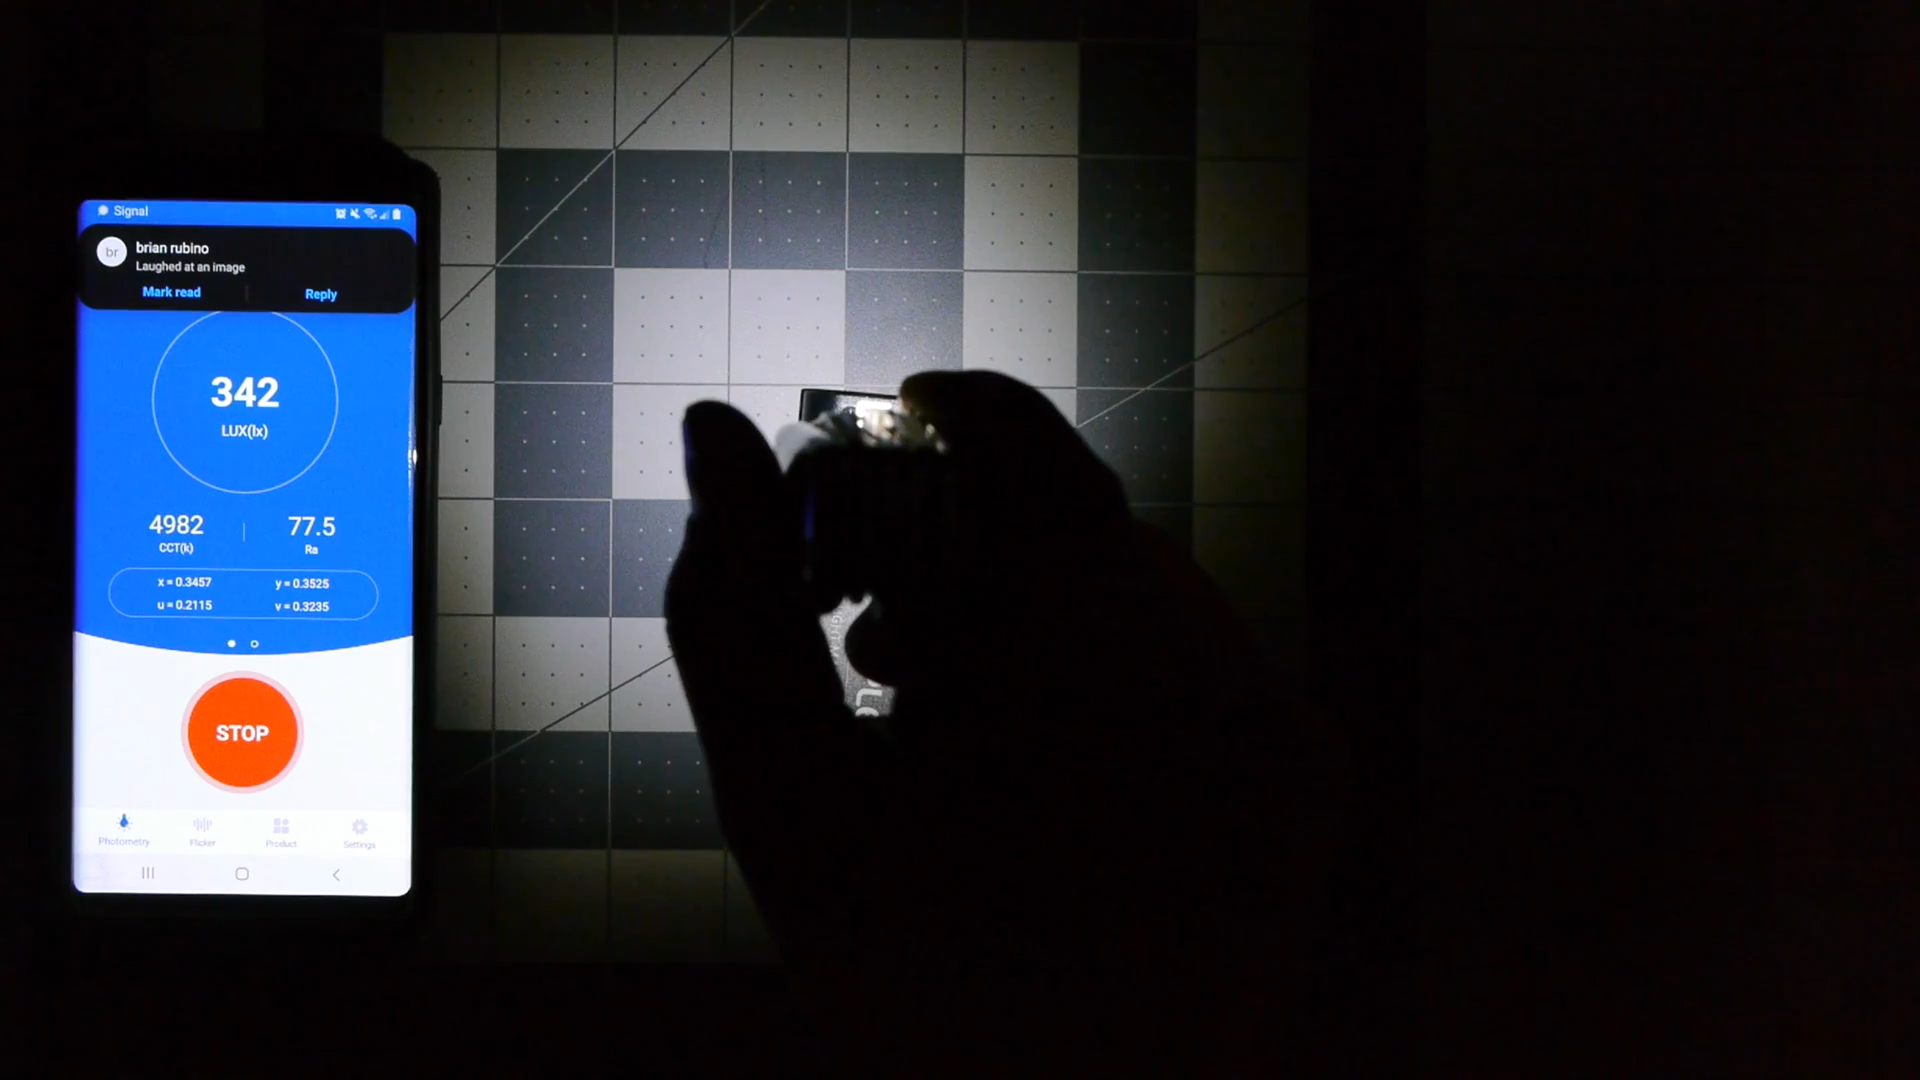 Signal
br
brian rubino
Laughed at an image
Mark read
Reply
342
LUX(lx)
4982
77.5
CCT(k)
Ra
x = 0.3457
y = 0.3525
u = 0.2115
v = 0.3235
STOP
Photometry
Flicker
Product
Settings